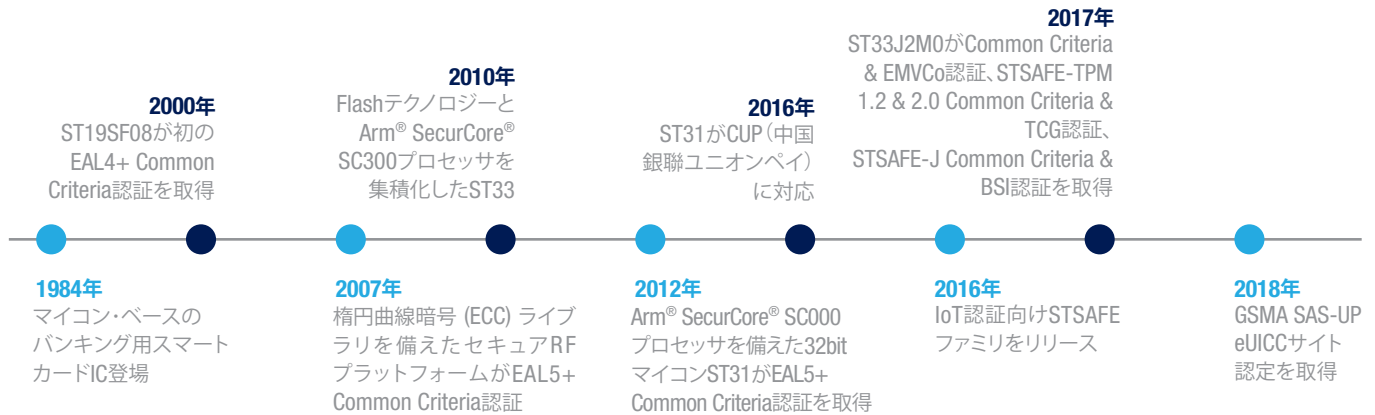 1984年
マイコン・ベースの
バンキング用スマート
カードIC登場
2000年
ST19SF08が初の
EAL4+ Common
Criteria認証を取得
2007年
楕円曲線暗号 (ECC) ライブ
ラリを備えたセキュアRF
プラットフォームがEAL5+
Common Criteria認証
2010年
Flashテクノロジーと
Arm® SecurCore®
SC300プロセッサを
集積化したST33
2012年
Arm® SecurCore® SC000
プロセッサを備えた32bit
マイコンST31がEAL5+
Common Criteria認証を取得
2016年
ST31がCUP（中国
銀聯ユニオンペイ）
に対応
2016年
IoT認証向けSTSAFE
ファミリをリリース
2017年
ST33J2M0がCommon Criteria
& EMVCo認証、STSAFE-TPM
1.2 & 2.0 Common Criteria &
TCG認証、
STSAFE-J Common Criteria &
BSI認証を取得
2018年
GSMA SAS-UP
eUICCサイト
認定を取得